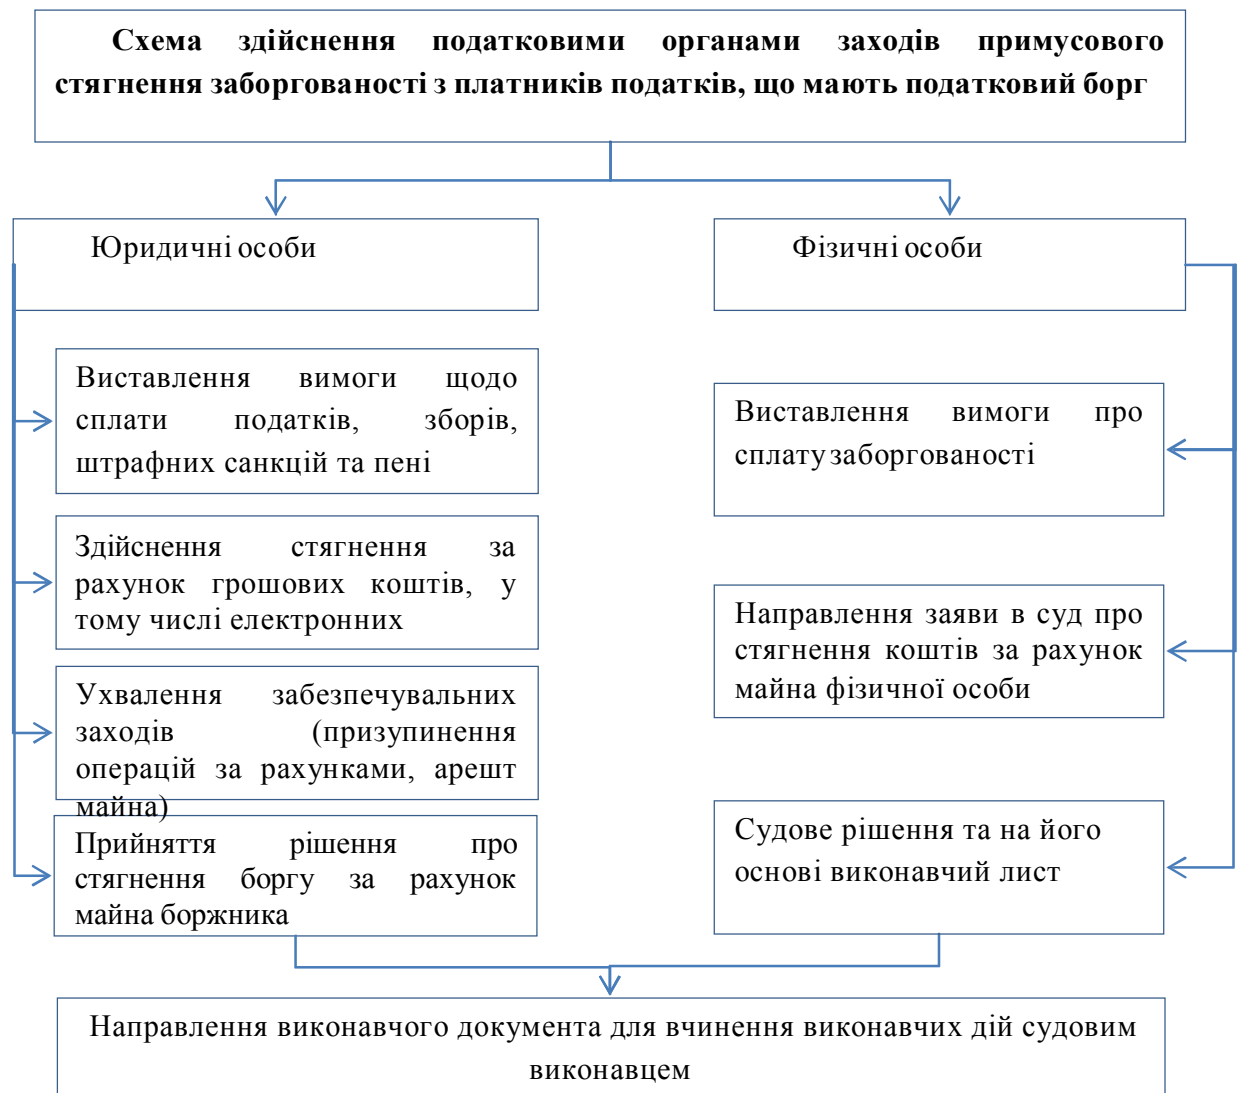 Схема здійснення податковими органами заходів примусового
стягнення заборгованості з платників податків, що мають податковий борг
Юридичні особи
Фізичні особи
Виставлення вимоги щодо
сплати податків, зборів,
штрафних санкцій та пені
Здійснення стягнення за
рахунок грошових коштів, у
тому числі електронних
Ухвалення забезпечувальних
заходів (призупинення
операцій за рахунками, арешт
майна)
Прийняття рішення про
стягнення боргу за рахунок
майна боржника
Виставлення вимоги про
сплату заборгованості
Направлення заяви в суд про
стягнення коштів за рахунок
майна фізичної особи
Судове рішення та на його
основі виконавчий лист
Направлення виконавчого документа для вчинення виконавчих дій судовим
виконавцем